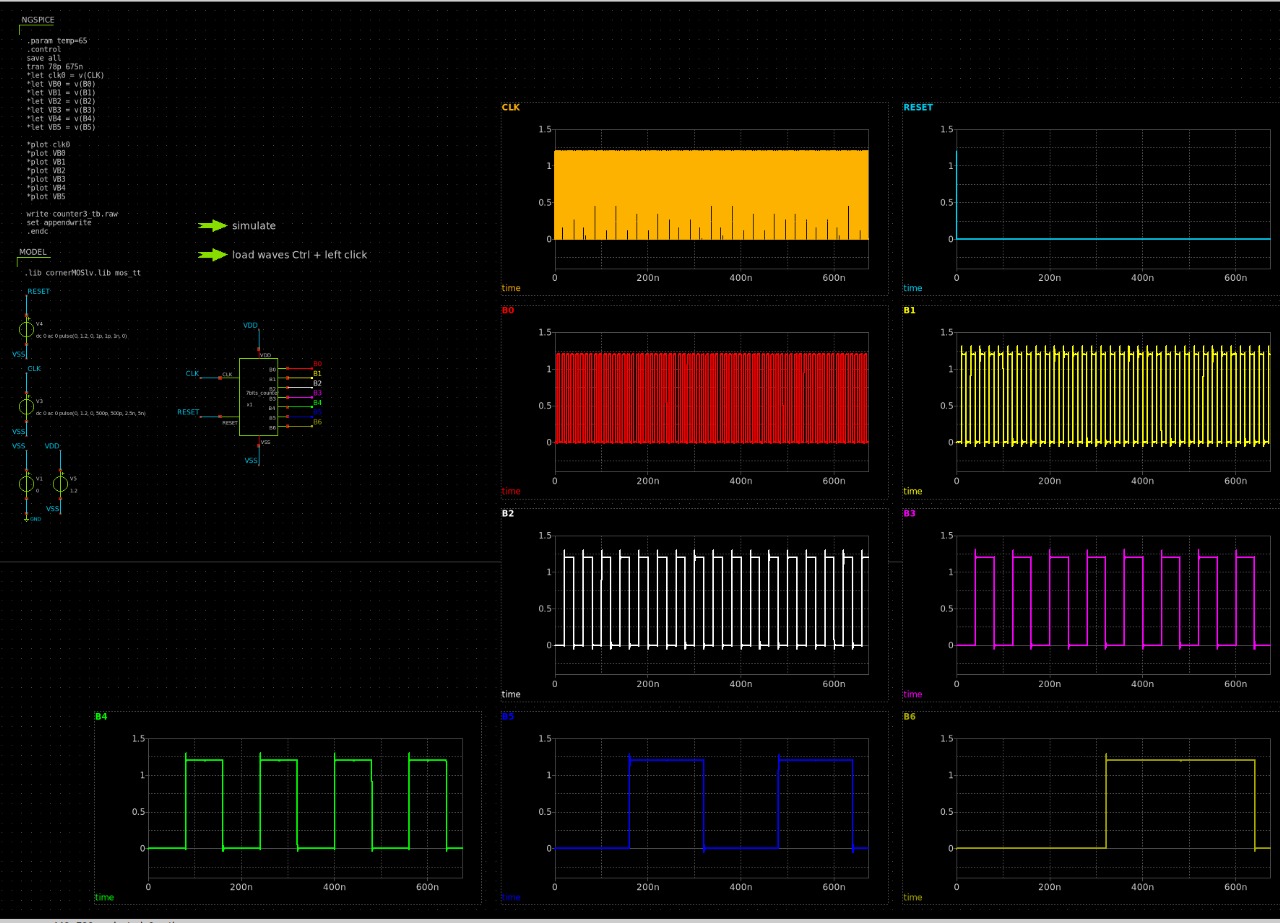 NGSPICE
.param temp=65
.control
save all
tran 78p 675n
*let clk0 = v(CLK)
*let VB0 = v(B0)
*let VB1 = v(B1)
*let VB2 = v(B2)
*let VB3 = v(B3)
*let VB4 = v(B4)
*let VB5 = v(B5)
*plot clk0
*plot VB0
*plot VB1
*plot VB2
*plot VB3
*plot VB4
*plot VB5
write counter3_tb.raw
set appendwrite
.endc
simulate
load waves Ctrl + left click
MODEL
.lib cornerMOSlv.lib mos_tt
RESET
V4
dc 0 ac 0 pulse(0, 1.2, 0, 1p, 1p, 1n, 0)
VSS
CLK
V3
dc 0 ac 0 pulse(0, 1.2, 0, 500p, 500p, 2.5n, 5n)
VSS
VSS VDD
V1 V5
0 1.2
VSS
GND
VDD
VDD
CLK CLK
RESET RESET
B0 B0
B1 B1
B2 B2
B3 B3
B4 B4
B5
B6 B6
x1
VSS
VSS
CLK
1.5
1
0.5
0
0 200n 400n 600n
time
RESET
1.5
1
0.5
0
0 200n 400n 600n
time
B0
1.5
1
0.5
0
0 200n 400n 600n
time
B1
1.5
1
0.5
0
0 200n 400n 600n
time
B2
1.5
1
0.5
0
0 200n 400n 600n
time
B3
1.5
1
0.5
0
0 200n 400n 600n
time
B4
1.5
1
0.5
0
0 200n 400n 600n
time
B5
1.5
1
0.5
0
0 200n 400n 600n
time
B6
1.5
1
0.5
0
0 200n 400n 600n
time